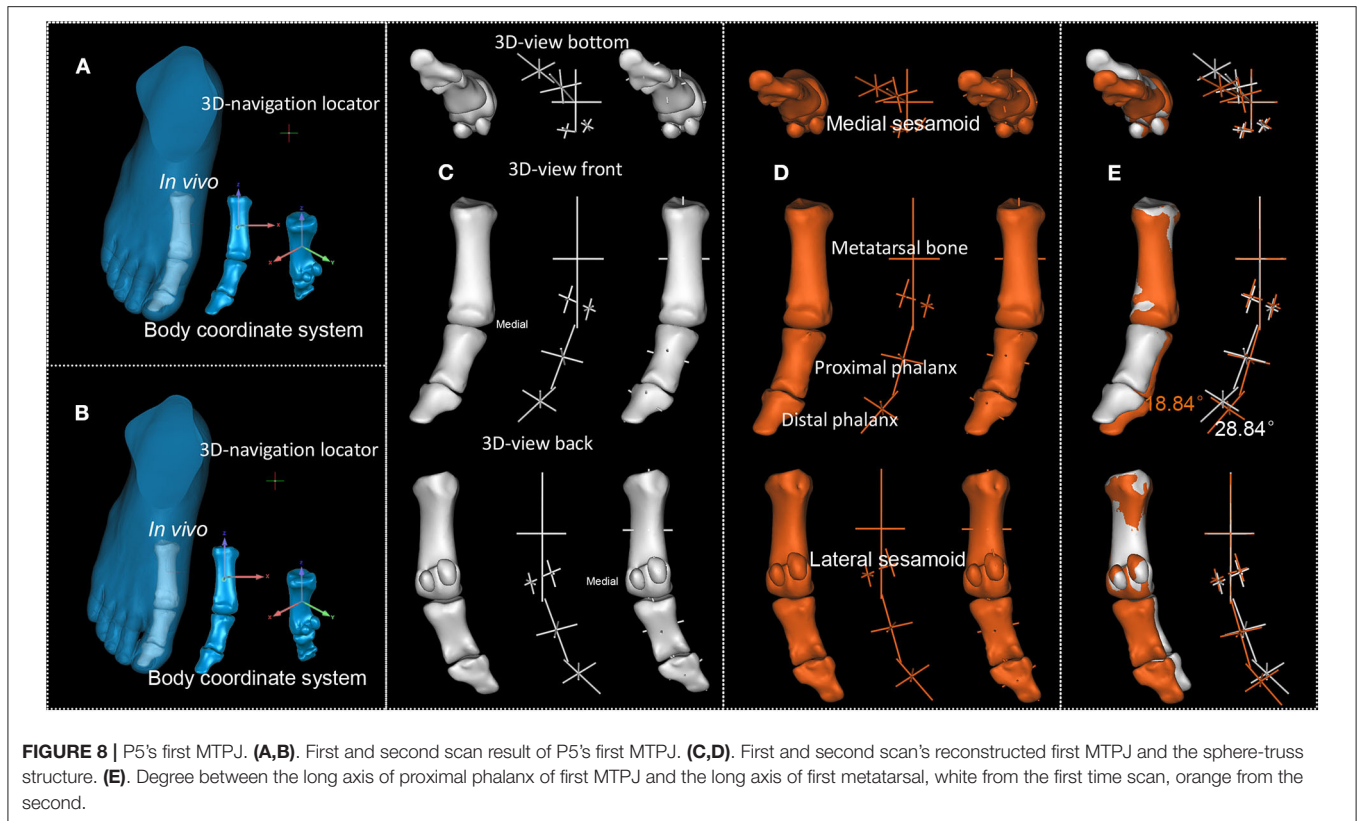 A
3D-navigation locator
In vivo
Body coordinate system
B
3D-navigation locator
In vivo
Body coordinate system
3D-view bottom
C
3D-view front
Medial
3D-view back
Medial
Medial sesamoid
D
Metatarsal bone
Proximal phalanx
Distal phalanx
Lateral sesamoid
E
18.84°
28.84°
FIGURE 8 | P5's first MTPJ. (A,B). First and second scan result of P5's first MTPJ. (C,D). First and second scan's reconstructed first MTPJ and the sphere-truss
structure. (E). Degree between the long axis of proximal phalanx of first MTPJ and the long axis of first metatarsal, white from the first time scan, orange from the
second.